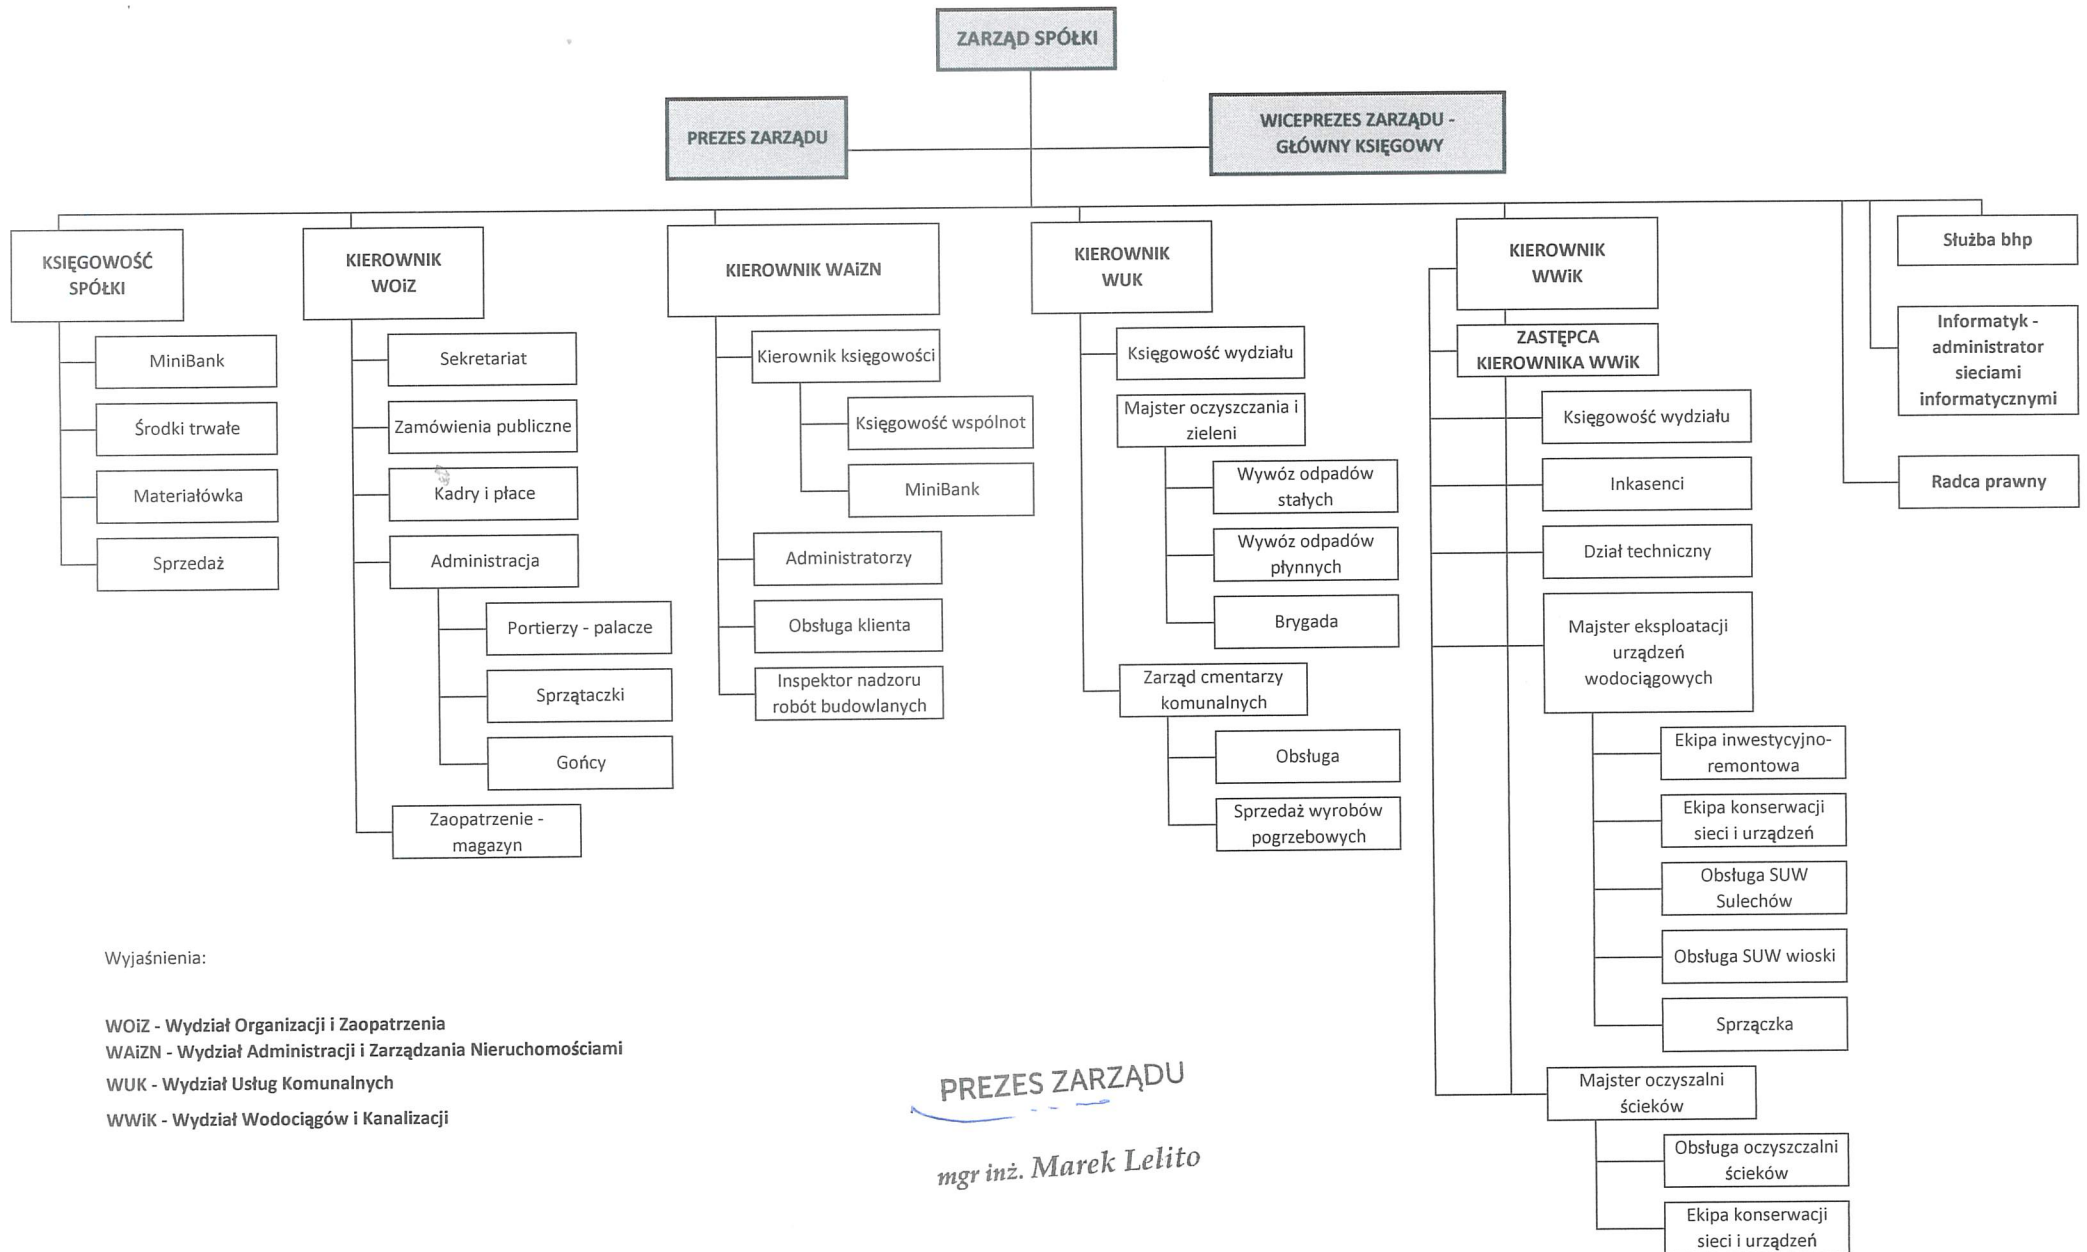 ZARZĄD SPÓŁKI
PREZES ZARZĄDU
WICEPREZES ZARZĄDU -
GŁÓWNY KSIĘGOWY
KSIĘGOWOŚĆ
SPÓŁKI
MiniBank
Środki trwałe
Materiałówka
Sprzedaż
KIEROWNIK
WOiZ
Sekretariat
Zamówienia publiczne
Kadry i płace
Administracja
Portierzy - palacze
Sprzątaczki
Gońcy
Zaopatrzenie -
magazyn
KIEROWNIK WAiZN
Kierownik księgowości
Księgowość wspólnot
MiniBank
Administratorzy
Obsługa klienta
Inspektor nadzoru
robót budowlanych
KIEROWNIK
WUK
Księgowość wydziału
Majster oczyszczania i
zieleni
Wywóz odpadów
stałych
Wywóz odpadów
płynnych
Brygada
Zarząd cmentarzy
komunalnych
Obsługa
Sprzedaż wyrobów
pogrzebowych
KIEROWNIK
WWiK
ZASTĘPCA
KIEROWNIKA WWiK
Księgowość wydziału
Inkasenci
Dział techniczny
Majster eksploatacji
urządzeń
wodociągowych
Ekipa inwestycyjno-
remontowa
Ekipa konserwacji
sieci i urządzeń
Obsługa SUW
Sulechów
Obsługa SUW wioski
Sprzączka
Majster oczyszalni
ścieków
Obsługa oczyszczalni
ścieków
Ekipa konserwacji
sieci i urządzeń
Służba bhp
Informatyk -
administrator
sieciami
informatycznymi
Radca prawny
Wyjaśnienia:
WOiZ - Wydział Organizacji i Zaopatrzenia
WAiZN - Wydział Administracji i Zarządzania Nieruchomościami
WUK - Wydział Usług Komunalnych
WWiK - Wydział Wodociągów i Kanalizacji
PREZES ZARZĄDU
mgr inż. Marek Lelito